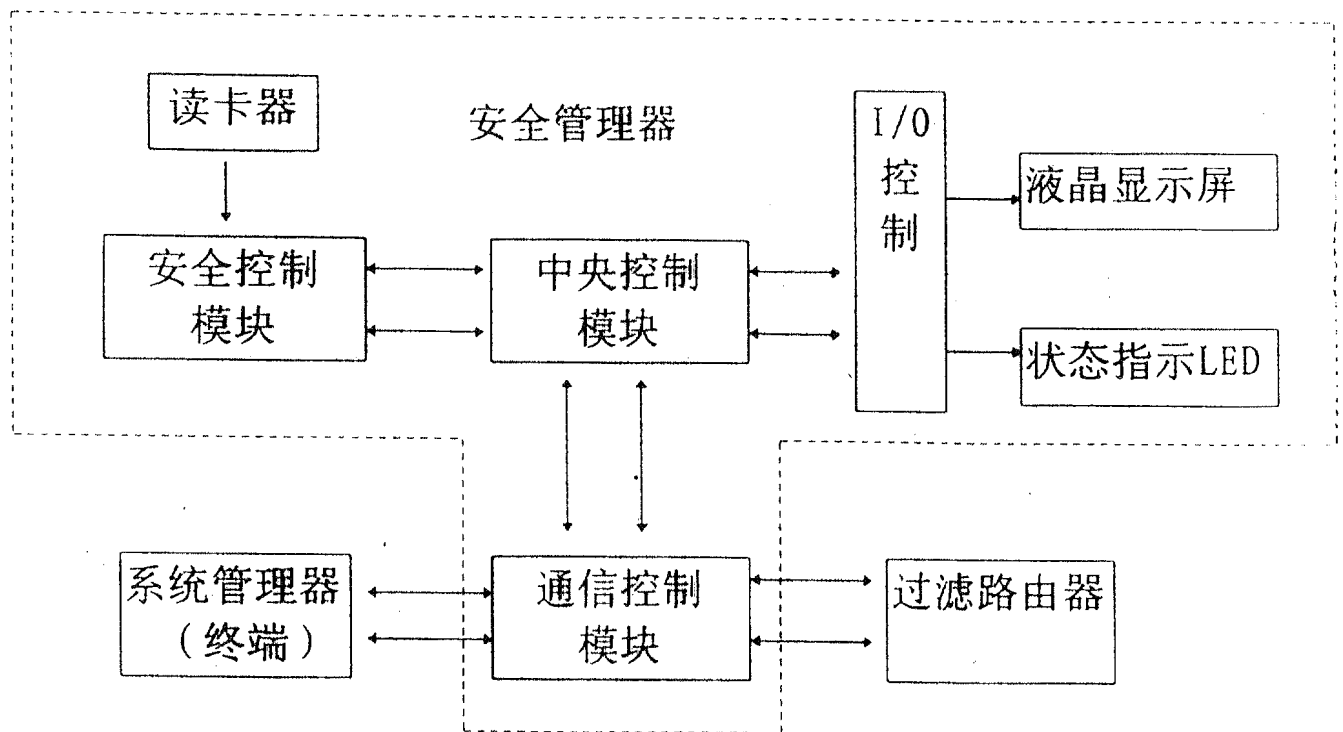 读卡器
安全管理器
I/O
控
制
液晶显示屏
安全控制
模块
中央控制
模块
状态指示LED
系统管理器
（终端）
通信控制
模块
过滤路由器